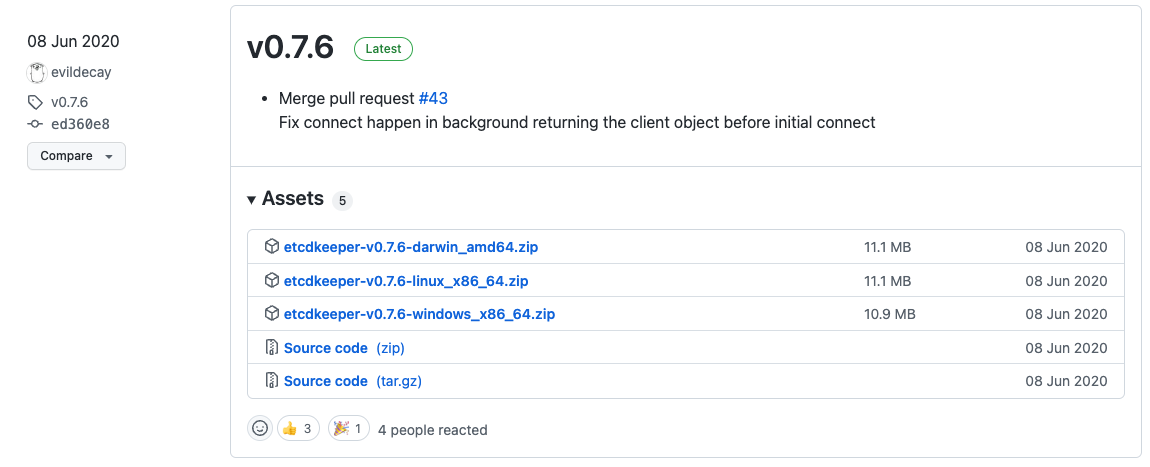 08 Jun 2020
evildecay
v0.7.6
ed360e8
Compare
v0.7.6 Latest
Merge pull request #43
Fix connect happen in background returning the client object before initial connect
Assets 5
etcdkeeper-v0.7.6-darwin_amd64.zip 11.1 MB 08 Jun 2020
etcdkeeper-v0.7.6-linux_x86_64.zip 11.1 MB 08 Jun 2020
etcdkeeper-v0.7.6-windows_x86_64.zip 10.9 MB 08 Jun 2020
Source code (zip) 08 Jun 2020
Source code (tar.gz) 08 Jun 2020
3 1 4 people reacted